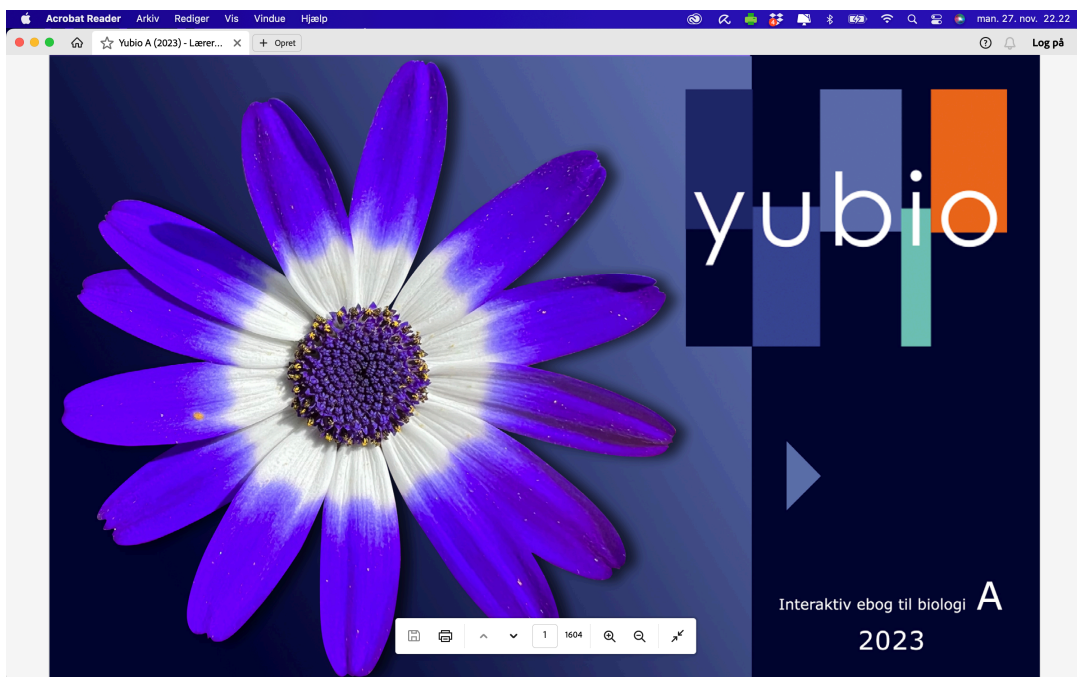 Acrobat Reader Arkiv Rediger Vis Vindue Hjælp man. 27. nov. 22.22
Yubio A (2023) - Lærer... × + Opret Log på
yubio
Interaktiv ebog til biologi A
2023
1 1604